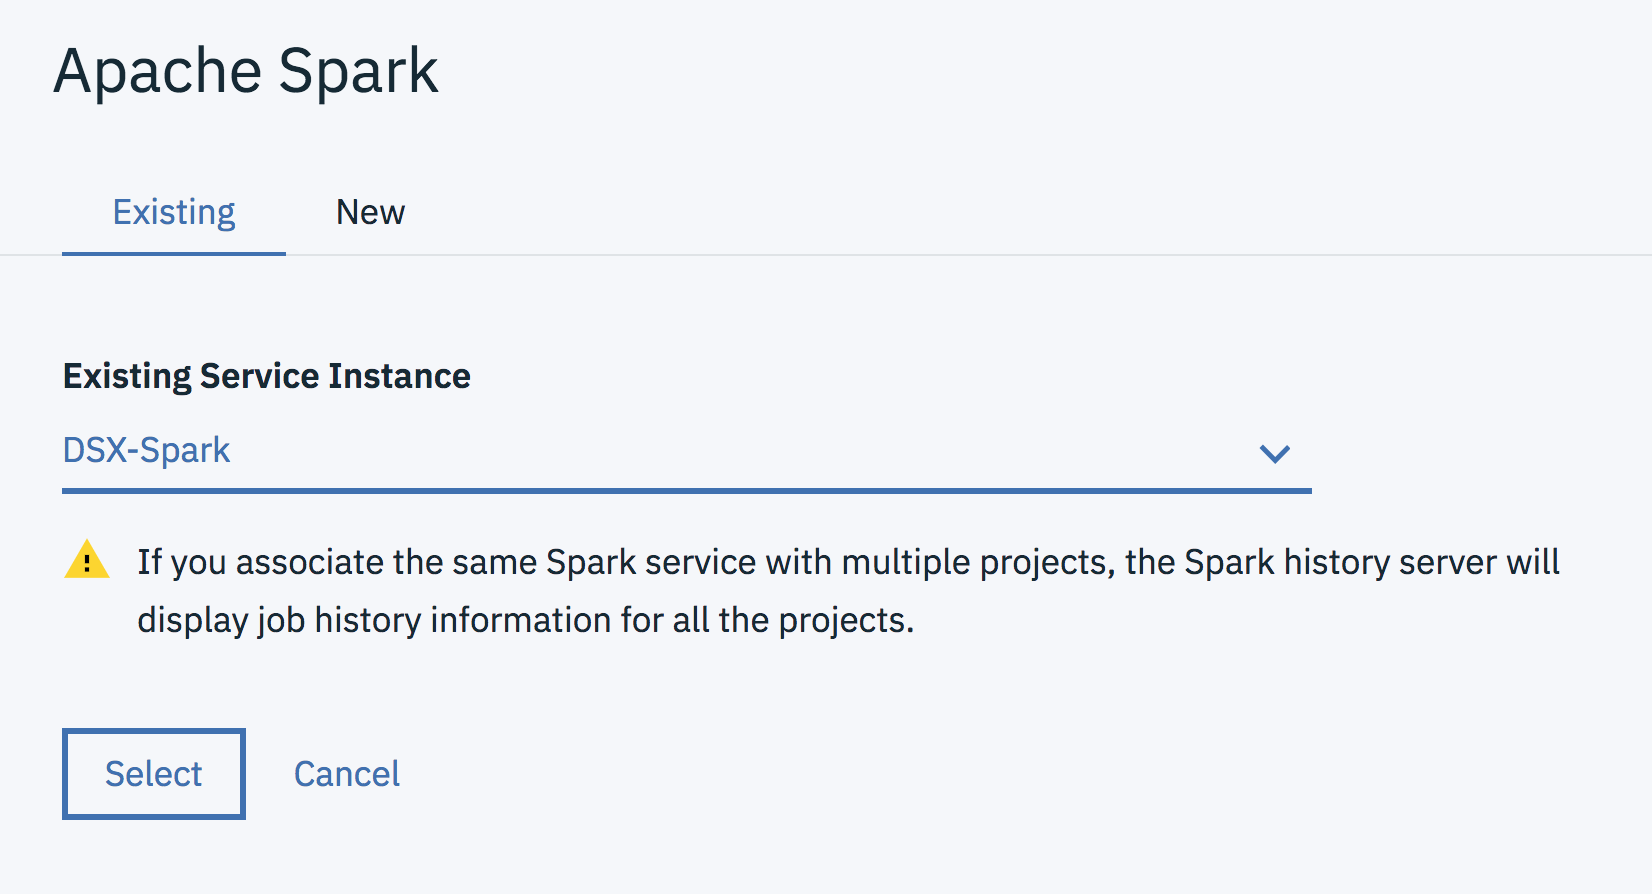 Apache Spark
Existing New
Existing Service Instance
DSX-Spark
If you associate the same Spark service with multiple projects, the Spark history server will
display job history information for all the projects.
Select Cancel